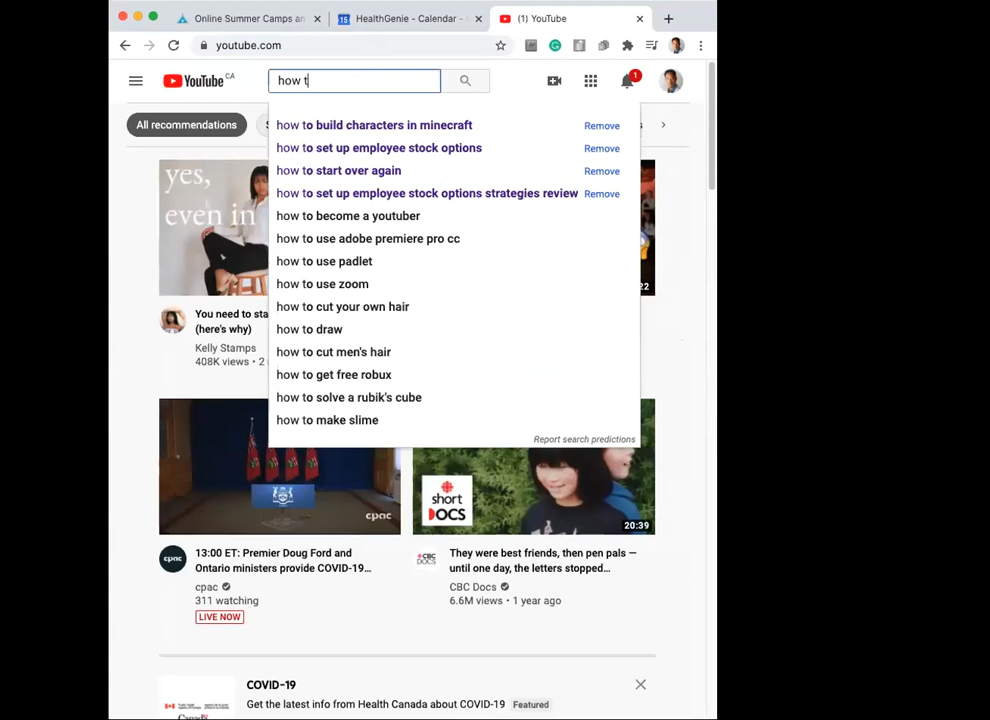 Online Summer Camps an
15 HealthGenie - Calendar -
(1) YouTube
youtube.com
YouTube CA
how t
1
All recommendations
how to build characters in minecraft Remove
how to set up employee stock options Remove
how to start over again Remove
how to set up employee stock options strategies review Remove
how to become a youtuber
how to use adobe premiere pro cc
how to use padlet
how to use zoom
how to cut your own hair
how to draw
how to cut men's hair
how to get free robux
how to solve a rubik's cube
how to make slime
Report search predictions
yes,
even in
22
You need to sta
(here's why)
Kelly Stamps
408K views • 2
cpac
short
DOCS
20:39
cpac
13:00 ET: Premier Doug Ford and
Ontario ministers provide COVID-19...
cpac
311 watching
LIVE NOW
CBC
DOCS
They were best friends, then pen pals —
until one day, the letters stopped...
CBC Docs
6.6M views • 1 year ago
COVID-19
Get the latest info from Health Canada about COVID-19 Featured
Canada